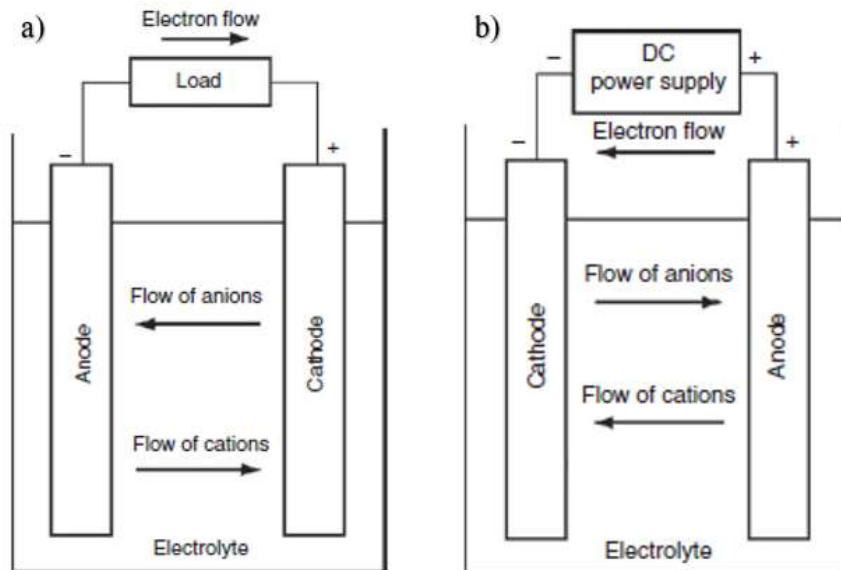 a)
Electron flow
Load
−
+
Anode
Flow of anions
Flow of cations
Cathode
Electrolyte
b)
−
DC
power supply
+
Electron flow
−
+
Cathode
Flow of anions
Flow of cations
Anode
Electrolyte